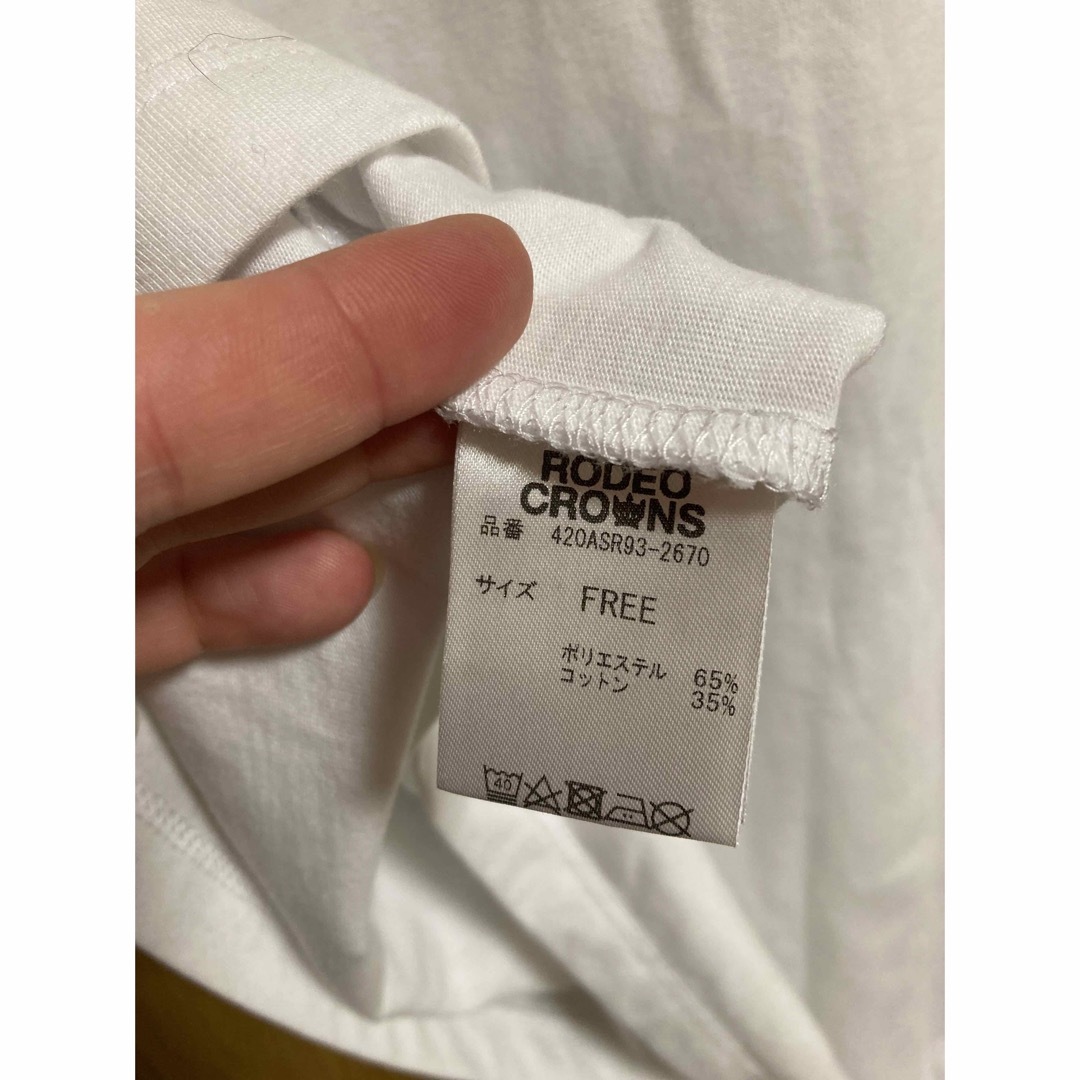 RODEO
CROWNS
品番 420ASR93-2670
サイズ FREE
ポリエステル 65%
コットン 35%
40